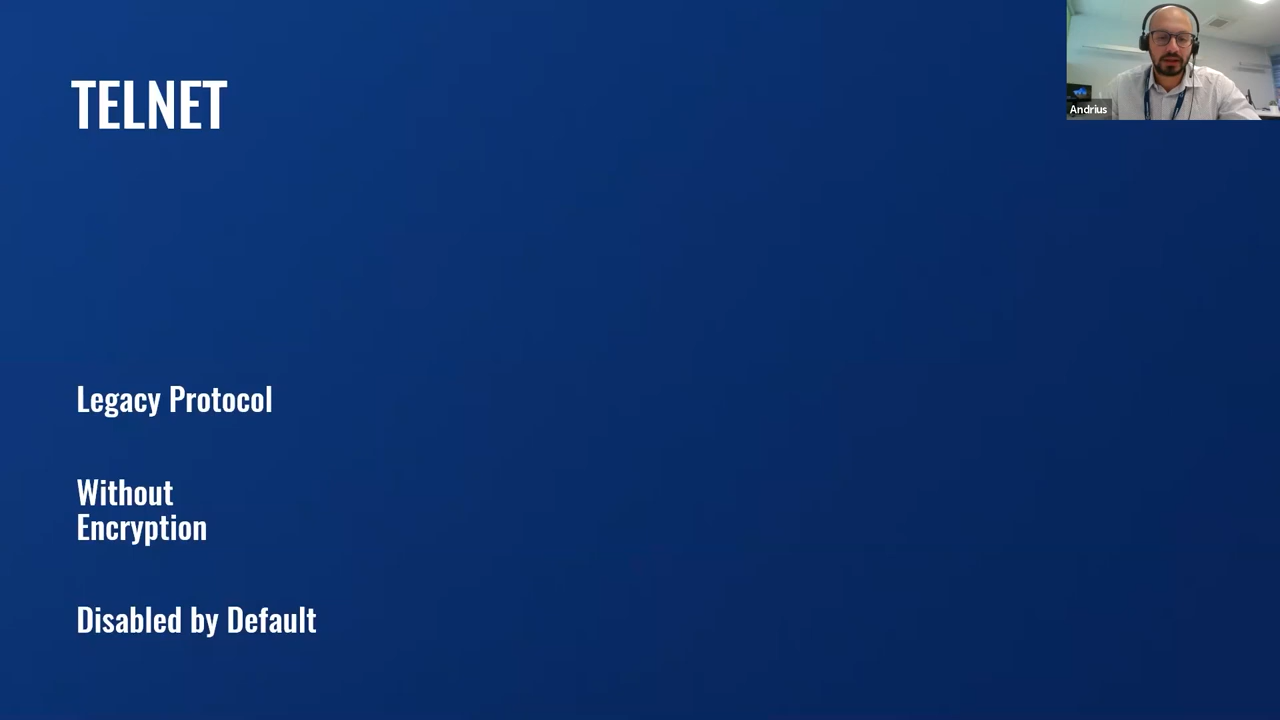 TELNET
Andrius
Legacy Protocol
Without
Encryption
Disabled by Default